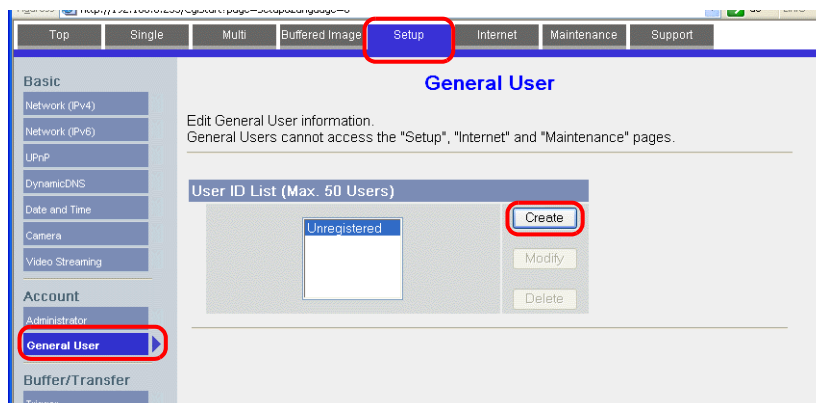 Top Single Multi Buffered Image Setup Internet Maintenance Support
Basic
Network (IPv4)
Network (IPv6)
UPnP
DynamicDNS
Date and Time
Camera
Video Streaming
Account
Administrator
General User
Buffer/Transfer
General User
Edit General User information.
General Users cannot access the "Setup", "Internet" and "Maintenance" pages.
User ID List (Max. 50 Users)
Unregistered
Create
Modify
Delete